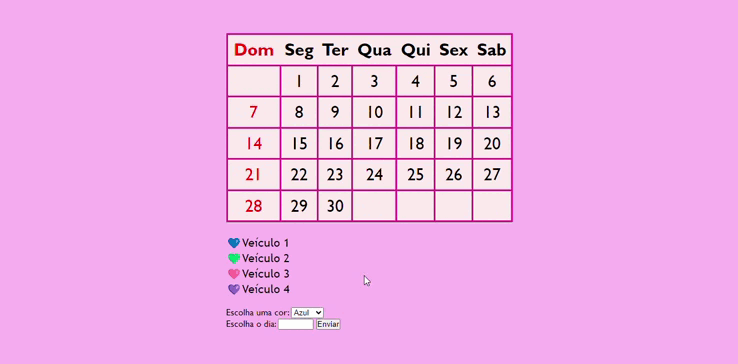 Dom Seg Ter Qua Qui Sex Sab
1 2 3 4 5 6
7 8 9 10 11 12 13
14 15 16 17 18 19 20
21 22 23 24 25 26 27
28 29 30
Veículo 1
Veículo 2
Veículo 3
Veículo 4
Escolha uma cor: Azul
Escolha o dia: Enviar